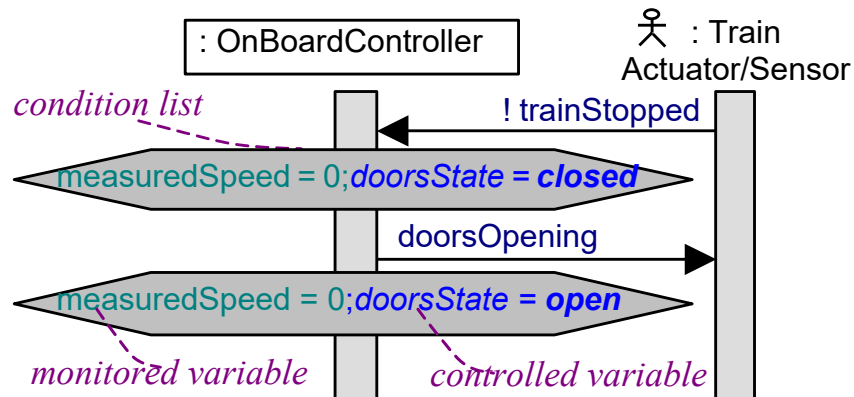 : OnBoardController
: Train
Actuator/Sensor
condition list
! trainStopped
measuredSpeed = 0;doorsState = closed
doorsOpening
measuredSpeed = 0;doorsState = open
monitored variable
controlled variable